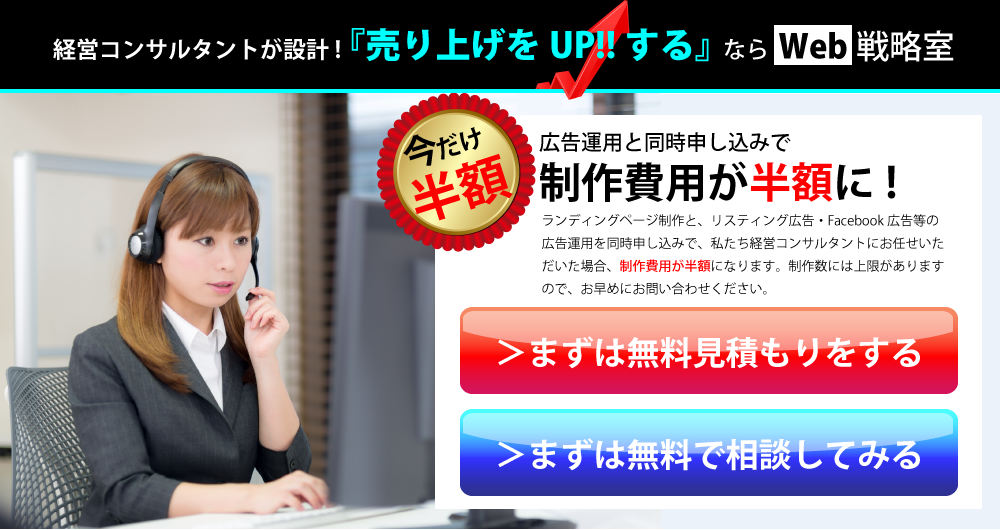 経営コンサルタントが設計！『売り上げを UP!! する』なら Web 戦略室
今だけ
半額
広告運用と同時申し込みで
制作費用が半額に！
ランディングページ制作と、リスティング広告・Facebook 広告等の
広告運用を同時申し込みで、私たち経営コンサルタントにお任せいた
だいた場合、制作費用が半額になります。制作数には上限があります
ので、お早めにお問い合わせください。
＞まずは無料見積もりをする
＞まずは無料で相談してみる